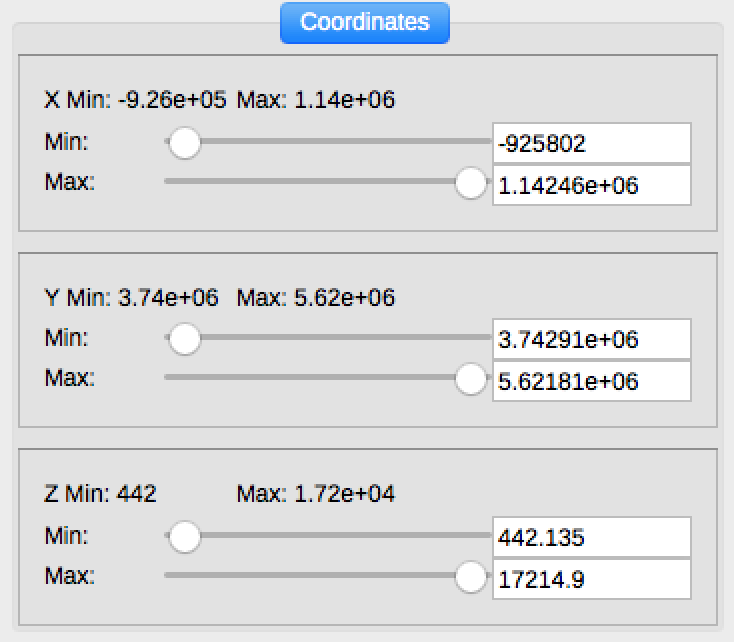 Coordinates
X Min: -9.26e+05 Max: 1.14e+06
Min: -925802
Max: 1.14246e+06
Y Min: 3.74e+06 Max: 5.62e+06
Min: 3.74291e+06
Max: 5.62181e+06
Z Min: 442 Max: 1.72e+04
Min: 442.135
Max: 17214.9